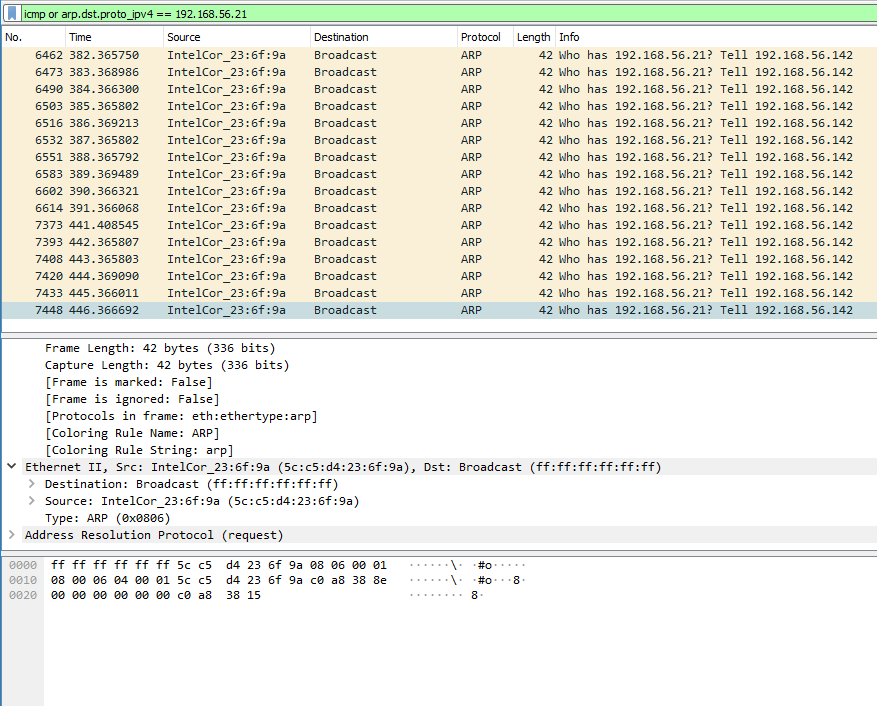 icmp or arp.dst.proto_ipv4 == 192.168.56.21
No. Time Source Destination Protocol Length Info
6462 382.365750 IntelCor_23:6f:9a Broadcast ARP 42 Who has 192.168.56.21? Tell 192.168.56.142
6473 383.368986 IntelCor_23:6f:9a Broadcast ARP 42 Who has 192.168.56.21? Tell 192.168.56.142
6490 384.366300 IntelCor_23:6f:9a Broadcast ARP 42 Who has 192.168.56.21? Tell 192.168.56.142
6503 385.365802 IntelCor_23:6f:9a Broadcast ARP 42 Who has 192.168.56.21? Tell 192.168.56.142
6516 386.369213 IntelCor_23:6f:9a Broadcast ARP 42 Who has 192.168.56.21? Tell 192.168.56.142
6532 387.365802 IntelCor_23:6f:9a Broadcast ARP 42 Who has 192.168.56.21? Tell 192.168.56.142
6551 388.365792 IntelCor_23:6f:9a Broadcast ARP 42 Who has 192.168.56.21? Tell 192.168.56.142
6583 389.369489 IntelCor_23:6f:9a Broadcast ARP 42 Who has 192.168.56.21? Tell 192.168.56.142
6602 390.366321 IntelCor_23:6f:9a Broadcast ARP 42 Who has 192.168.56.21? Tell 192.168.56.142
6614 391.366068 IntelCor_23:6f:9a Broadcast ARP 42 Who has 192.168.56.21? Tell 192.168.56.142
7373 441.408545 IntelCor_23:6f:9a Broadcast ARP 42 Who has 192.168.56.21? Tell 192.168.56.142
7393 442.365807 IntelCor_23:6f:9a Broadcast ARP 42 Who has 192.168.56.21? Tell 192.168.56.142
7408 443.365803 IntelCor_23:6f:9a Broadcast ARP 42 Who has 192.168.56.21? Tell 192.168.56.142
7420 444.369090 IntelCor_23:6f:9a Broadcast ARP 42 Who has 192.168.56.21? Tell 192.168.56.142
7433 445.366011 IntelCor_23:6f:9a Broadcast ARP 42 Who has 192.168.56.21? Tell 192.168.56.142
7448 446.366692 IntelCor_23:6f:9a Broadcast ARP 42 Who has 192.168.56.21? Tell 192.168.56.142
Frame Length: 42 bytes (336 bits)
Capture Length: 42 bytes (336 bits)
[Frame is marked: False]
[Frame is ignored: False]
[Protocols in frame: eth:ethertype:arp]
[Coloring Rule Name: ARP]
[Coloring Rule String: arp]
Ethernet II, Src: IntelCor_23:6f:9a (5c:c5:d4:23:6f:9a), Dst: Broadcast (ff:ff:ff:ff:ff:ff)
Destination: Broadcast (ff:ff:ff:ff:ff:ff)
Source: IntelCor_23:6f:9a (5c:c5:d4:23:6f:9a)
Type: ARP (0x0806)
Address Resolution Protocol (request)
0000 ff ff ff ff ff ff 5c c5 d4 23 6f 9a 08 06 00 01 ······\· ·#o·····
0010 08 00 06 04 00 01 5c c5 d4 23 6f 9a c0 a8 38 8e ······\· ·#o···8·
0020 00 00 00 00 00 00 c0 a8 38 15 ········ 8·